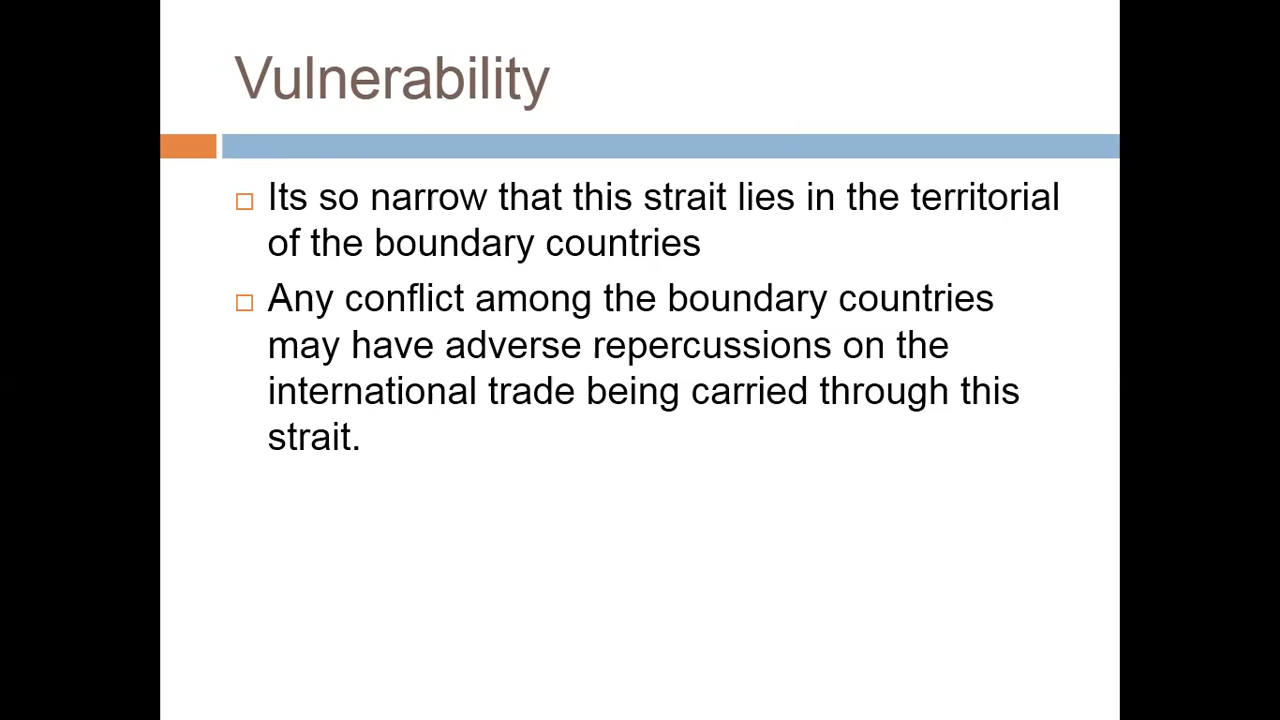 Vulnerability
Its so narrow that this strait lies in the territorial
of the boundary countries
Any conflict among the boundary countries
may have adverse repercussions on the
international trade being carried through this
strait.